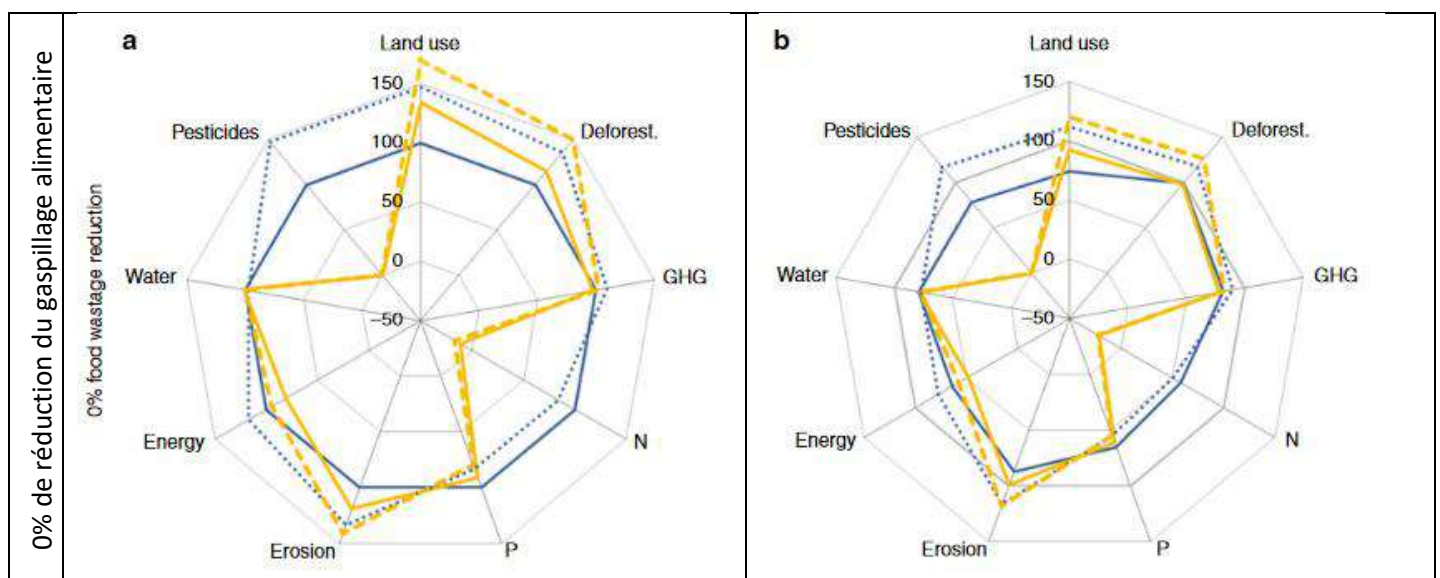 0% de réduction du gaspillage alimentaire
0% food wastage reduction
a
Land use
150
100
50
0
−50
Deforest.
GHG
N
P
Erosion
Energy
Water
Pesticides
b
Land use
150
100
50
0
−50
Deforest.
GHG
N
P
Erosion
Energy
Water
Pesticides